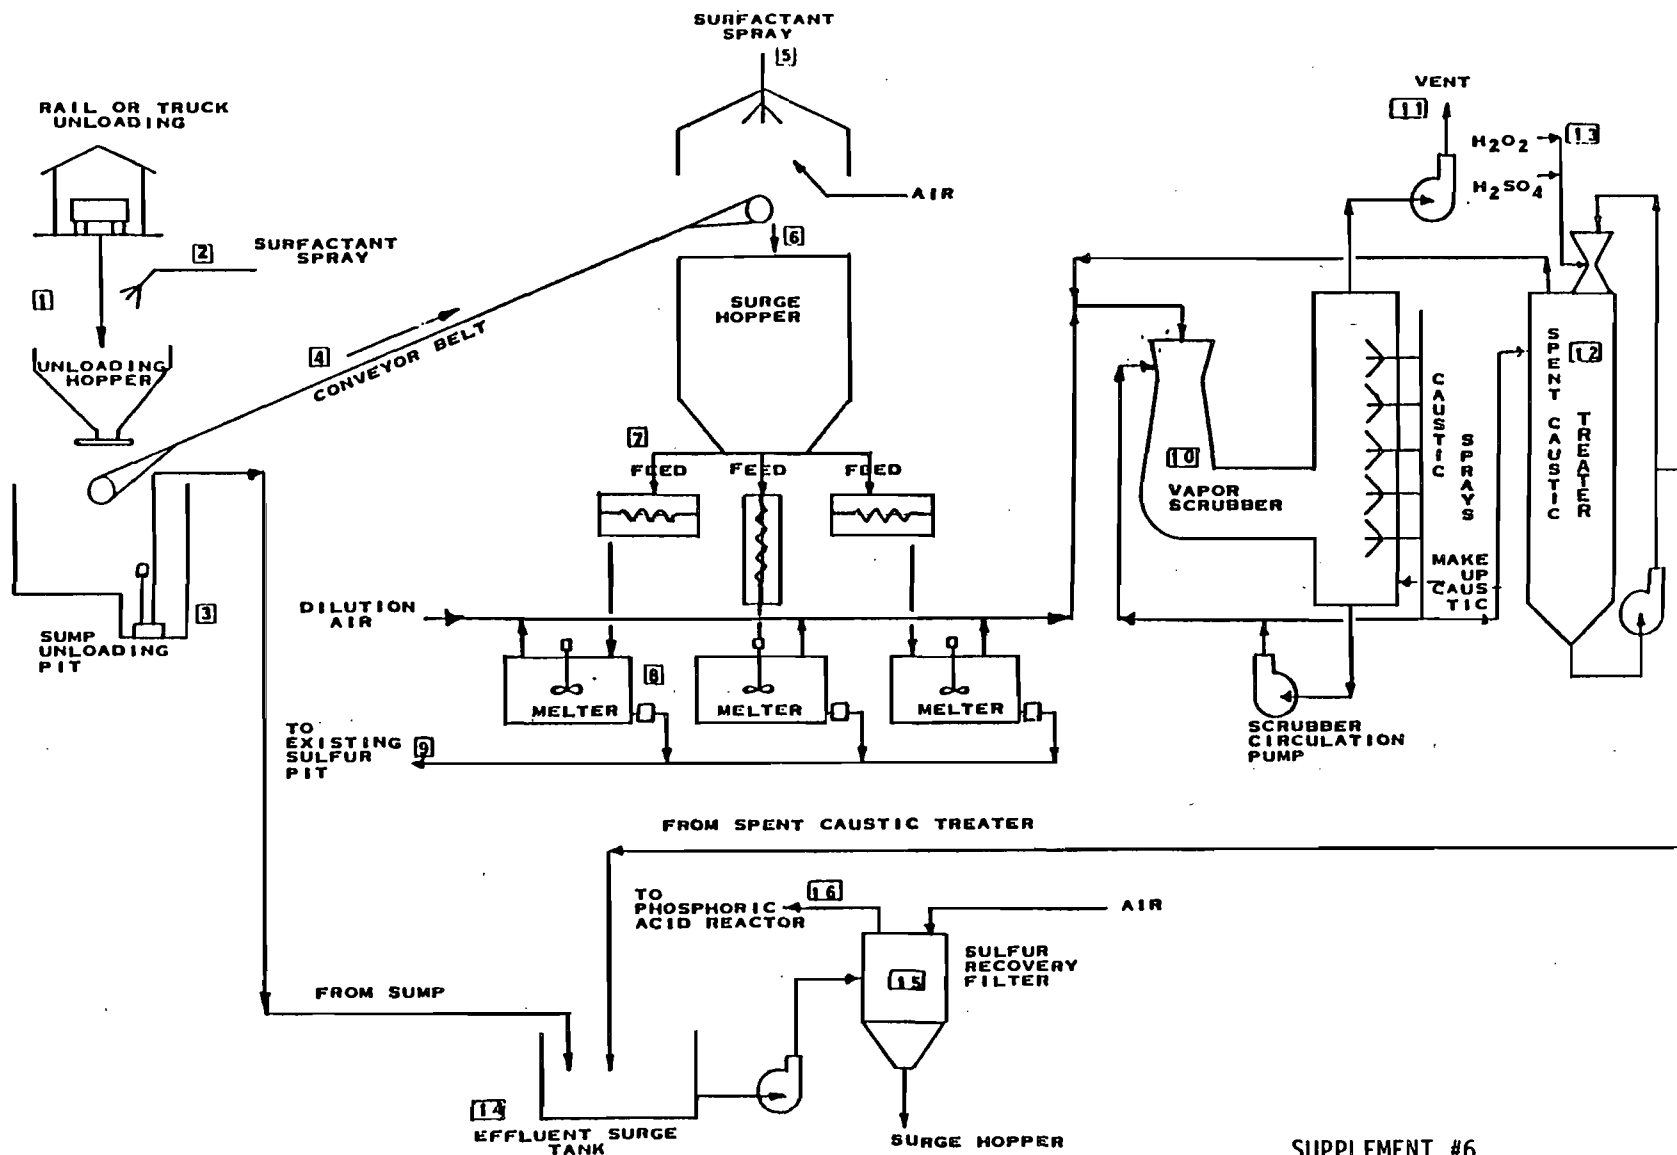 SURFACTANT
SPRAY
5
RAIL OR TRUCK
UNLOADING
2
SURFACTANT
SPRAY
1
UNLOADING
HOPPER
4
CONVEYOR BELT
AIR
6
SURGE
HOPPER
7
FEED
FEED
FEED
3
SUMP
UNLOADING
PIT
DILUTION
AIR
8
MELTER
MELTER
MELTER
TO
EXISTING
SULFUR
PIT
9
VENT
11
H2O2
13
H2SO4
10
VAPOR
SCRUBBER
CAUSTIC
SPRAYS
MAKE
UP
CAUS
TIC
12
SPENT CAUSTIC
TREATER
SCRUBBER
CIRCULATION
PUMP
FROM SPENT CAUSTIC TREATER
TO
PHOSPHORIC
ACID REACTOR
16
AIR
SULFUR
RECOVERY
FILTER
15
FROM SUMP
14
EFFLUENT SURGE
TANK
SURGE HOPPER
SUPPLEMENT #6